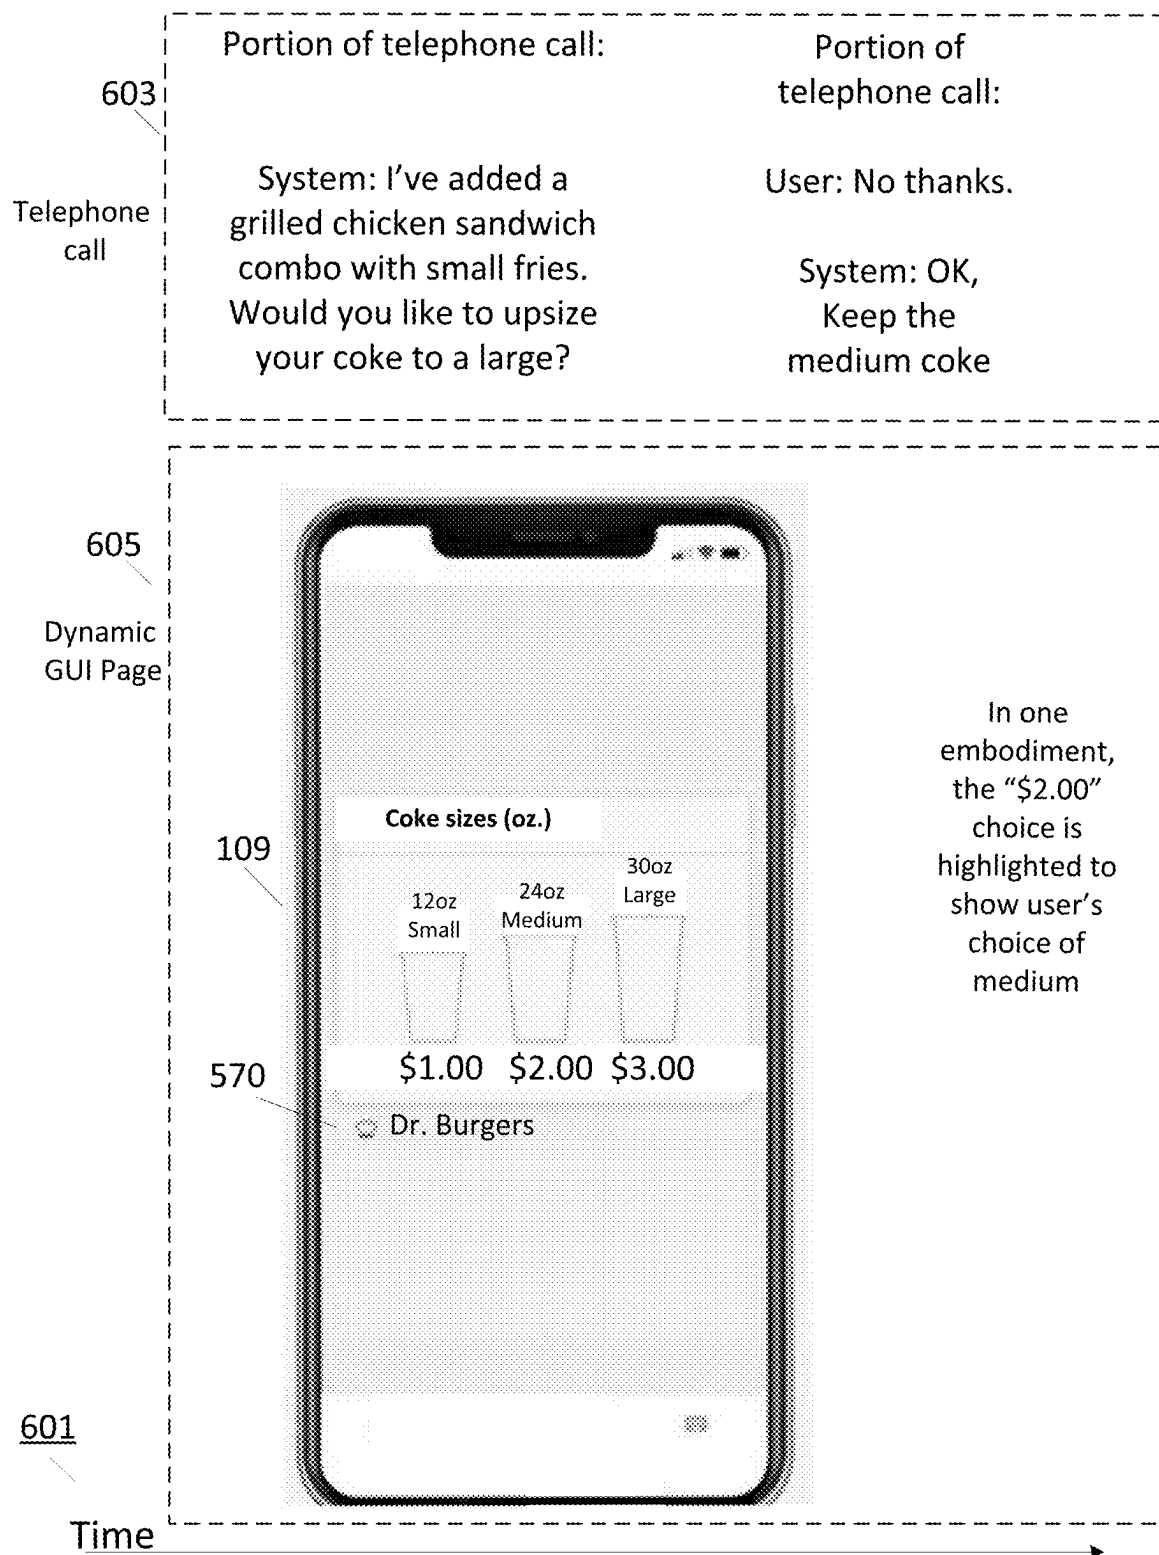 Portion of telephone call:
Portion of
telephone call:
603
Telephone
call
System: I've added a
grilled chicken sandwich
combo with small fries.
Would you like to upsize
your coke to a large?
User: No thanks.
System: OK,
Keep the
medium coke
605
Dynamic
GUI Page
109
Coke sizes (oz.)
12oz
Small
24oz
Medium
30oz
Large
$1.00 $2.00 $3.00
570
Dr. Burgers
In one
embodiment,
the “$2.00”
choice is
highlighted to
show user's
choice of
medium
601
Time